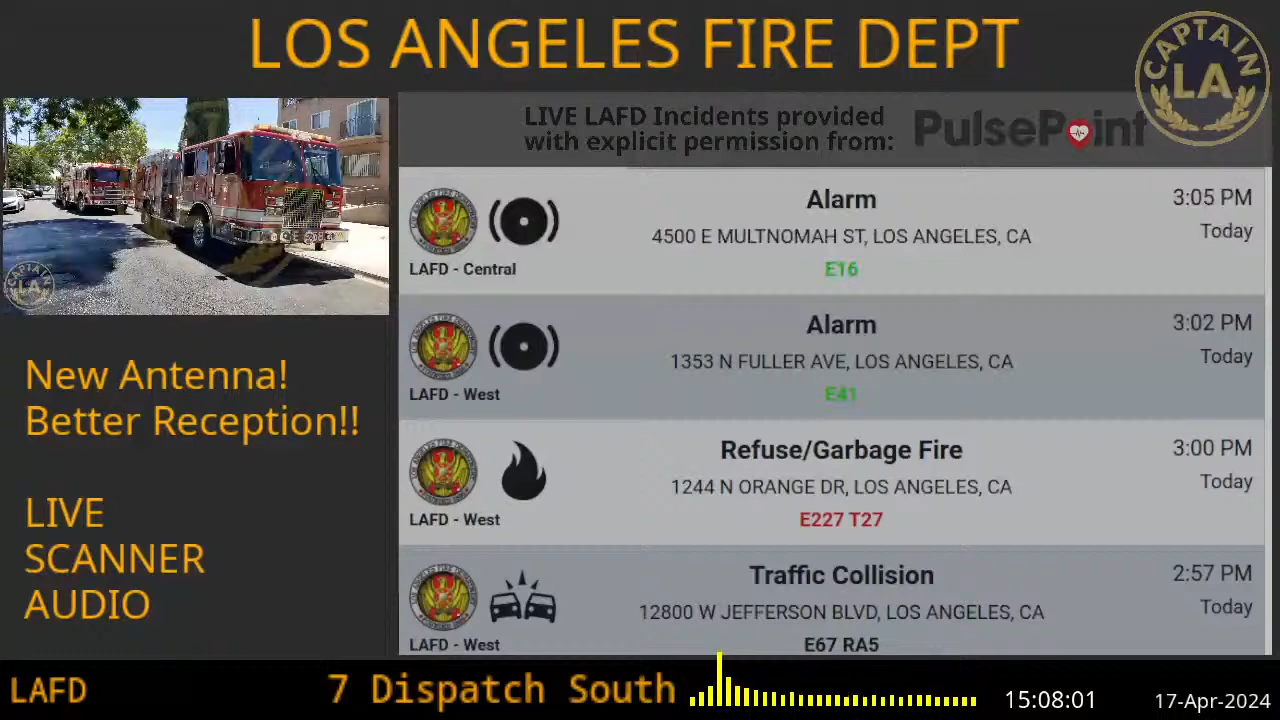 LOS ANGELES FIRE DEPT
CAPTAIN
LA
LIVE LAFD Incidents provided
with explicit permission from:
PulsePoint
Alarm
3:05 PM
4500 E MULTNOMAH ST, LOS ANGELES, CA
Today
LAFD - Central
E16
Alarm
3:02 PM
1353 N FULLER AVE, LOS ANGELES, CA
Today
LAFD - West
E41
Refuse/Garbage Fire
3:00 PM
1244 N ORANGE DR, LOS ANGELES, CA
Today
LAFD - West
E227 T27
Traffic Collision
2:57 PM
12800 W JEFFERSON BLVD, LOS ANGELES, CA
Today
LAFD - West
E67 RA5
CAPTAIN
LA
New Antenna!
Better Reception!!
LIVE
SCANNER
AUDIO
LAFD
7 Dispatch South
15:08:01
17-Apr-2024